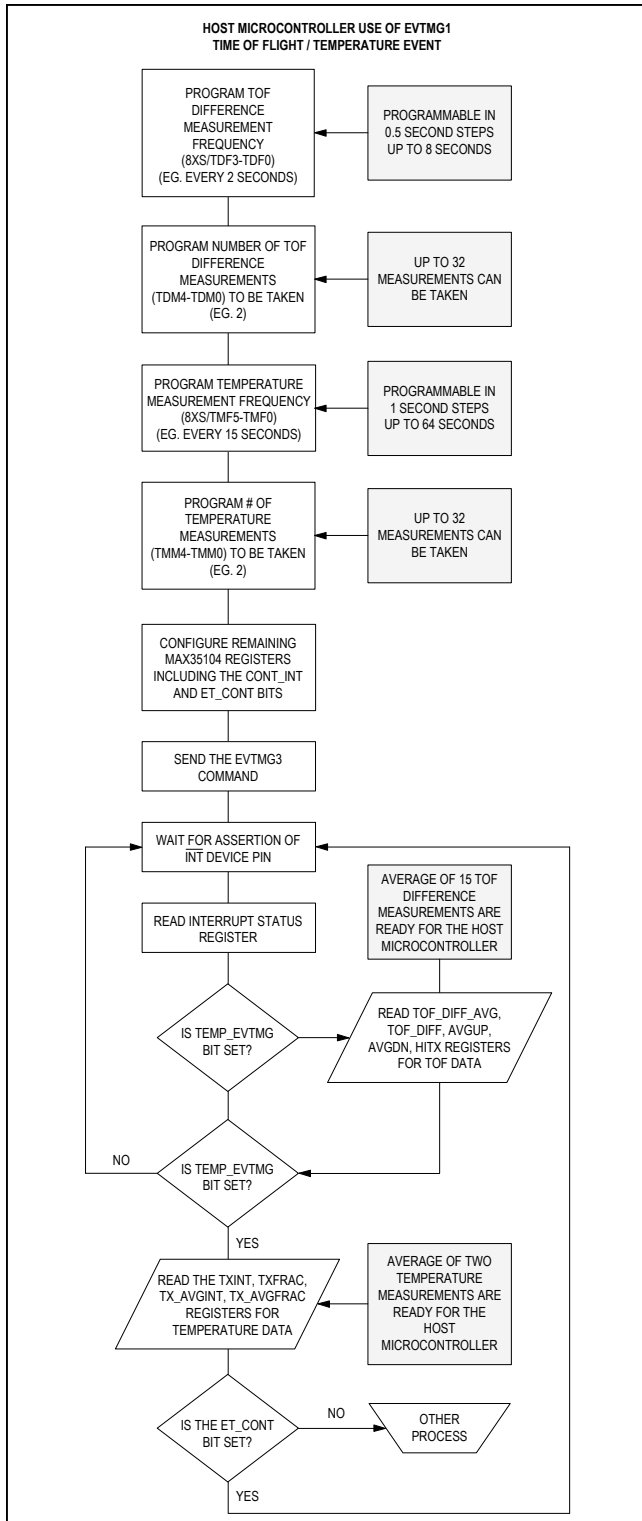 HOST MICROCONTROLLER USE OF EVTMG1
TIME OF FLIGHT / TEMPERATURE EVENT
PROGRAM TOF
DIFFERENCE
MEASUREMENT
FREQUENCY
(8XS/TDF3-TDF0)
(EG. EVERY 2 SECONDS)
PROGRAMMABLE IN
0.5 SECOND STEPS
UP TO 8 SECONDS
PROGRAM NUMBER OF TOF
DIFFERENCE
MEASUREMENTS
(TDM4-TDM0) TO BE TAKEN
(EG. 2)
UP TO 32
MEASUREMENTS CAN
BE TAKEN
PROGRAM TEMPERATURE
MEASUREMENT FREQUENCY
(8XS/TMF5-TMF0)
(EG. EVERY 15 SECONDS)
PROGRAMMABLE IN
1 SECOND STEPS
UP TO 64 SECONDS
PROGRAM # OF
TEMPERATURE
MEASUREMENTS
(TMM4-TMM0) TO BE TAKEN
(EG. 2)
UP TO 32
MEASUREMENTS CAN
BE TAKEN
CONFIGURE REMAINING
MAX35104 REGISTERS
INCLUDING THE CONT_INT
AND ET_CONT BITS
SEND THE EVTMG3
COMMAND
WAIT FOR ASSERTION OF
INT DEVICE PIN
AVERAGE OF 15 TOF
DIFFERENCE
MEASUREMENTS ARE
READY FOR THE HOST
MICROCONTROLLER
READ INTERRUPT STATUS
REGISTER
IS TEMP_EVTMG
BIT SET?
READ TOF_DIFF_AVG,
TOF_DIFF, AVGUP,
AVGDN, HITX REGISTERS
FOR TOF DATA
NO
IS TEMP_EVTMG
BIT SET?
YES
READ THE TXINT, TXFRAC,
TX_AVGINT, TX_AVGFRAC
REGISTERS FOR
TEMPERATURE DATA
AVERAGE OF TWO
TEMPERATURE
MEASUREMENTS ARE
READY FOR THE
HOST
MICROCONTROLLER
IS THE ET_CONT
BIT SET?
NO
OTHER
PROCESS
YES